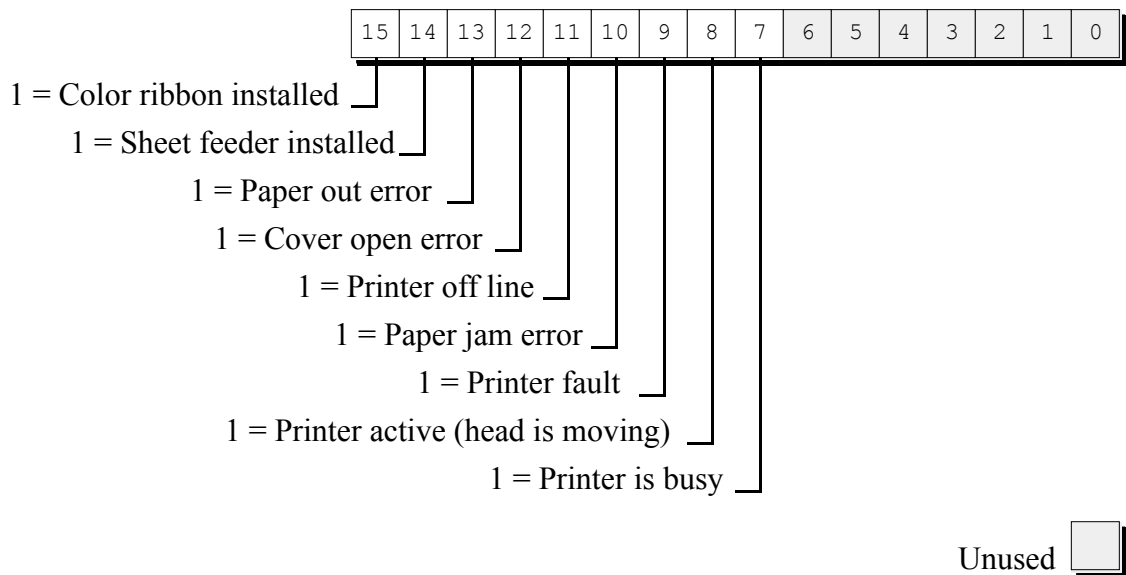 15 14 13 12 11 10 9 8 7 6 5 4 3 2 1 0
1 = Color ribbon installed
1 = Sheet feeder installed
1 = Paper out error
1 = Cover open error
1 = Printer off line
1 = Paper jam error
1 = Printer fault
1 = Printer active (head is moving)
1 = Printer is busy
Unused